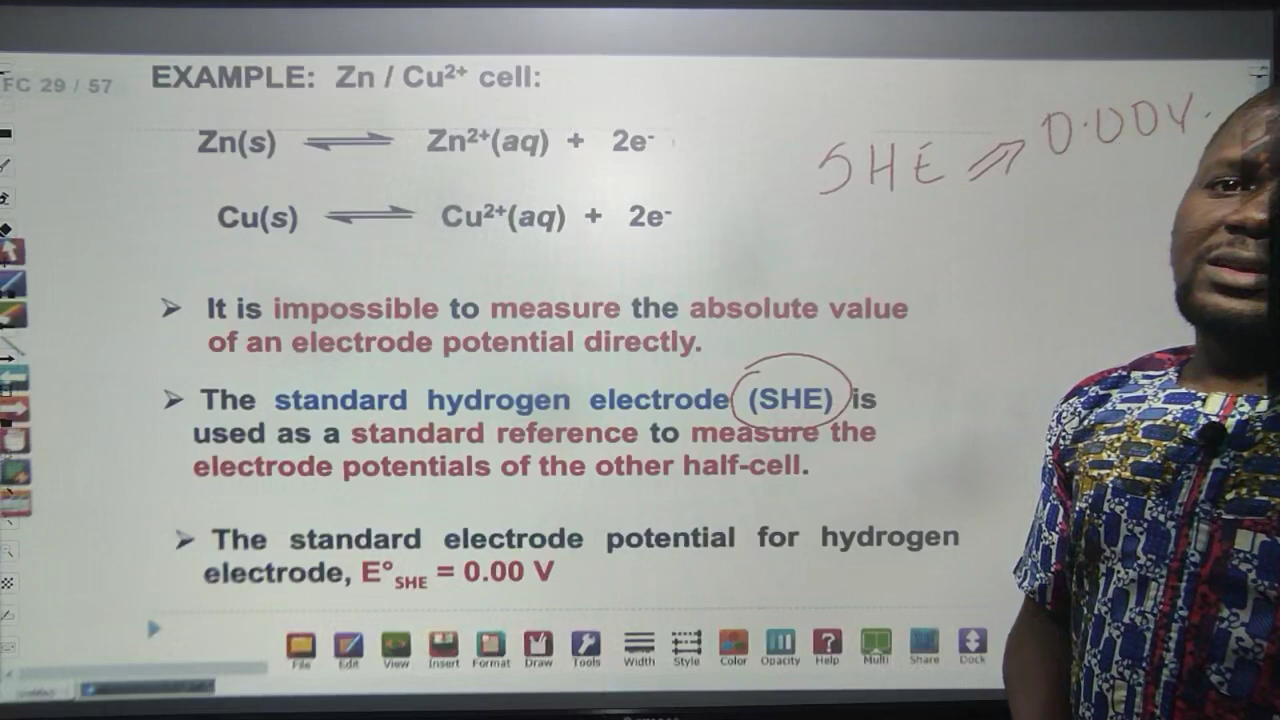 FC 29 / 57
EXAMPLE: Zn / Cu²⁺ cell:
Zn(s) ⇌ Zn²⁺(aq) + 2e⁻
SHE ⇒ 0.00V.
Cu(s) ⇌ Cu²⁺(aq) + 2e⁻
➢ It is impossible to measure the absolute value
of an electrode potential directly.
➢ The standard hydrogen electrode (SHE) is
used as a standard reference to measure the
electrode potentials of the other half-cell.
➢ The standard electrode potential for hydrogen
electrode, E°SHE = 0.00 V
File Edit View Insert Format Draw Tools Width Style Color Opacity Help Multi Share Dock